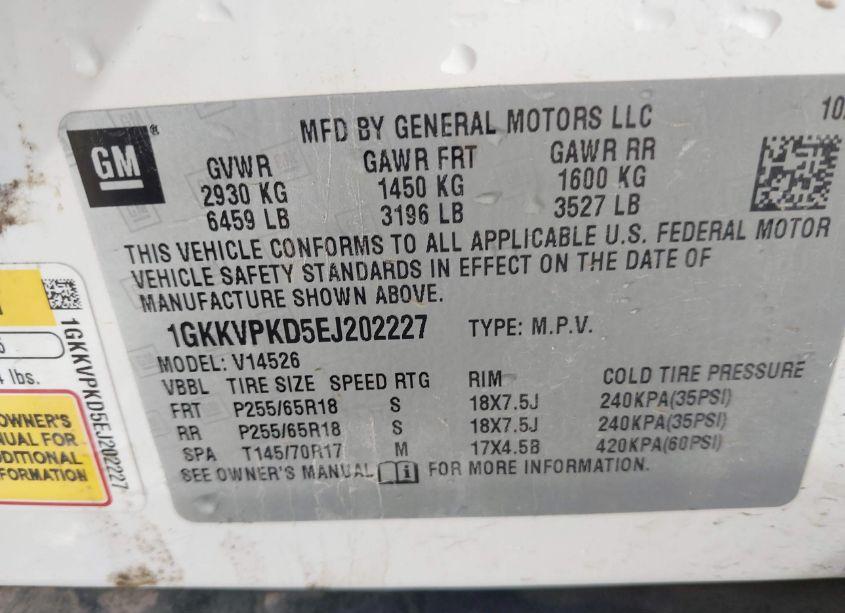 MFD BY GENERAL MOTORS LLC
GM
GVWR GAWR FRT GAWR RR
2930 KG 1450 KG 1600 KG
6459 LB 3196 LB 3527 LB
THIS VEHICLE CONFORMS TO ALL APPLICABLE U.S. FEDERAL MOTOR
VEHICLE SAFETY STANDARDS IN EFFECT ON THE DATE OF
MANUFACTURE SHOWN ABOVE.
1GKKVPKD5EJ202227 TYPE: M.P.V.
MODEL: V14526
VBBL TIRE SIZE SPEED RTG RIM COLD TIRE PRESSURE
FRT P255/65R18 S 18X7.5J 240KPA(35PSI)
RR P255/65R18 S 18X7.5J 240KPA(35PSI)
SPA T145/70R17 M 17X4.5B 420KPA(60PSI)
SEE OWNER'S MANUAL FOR MORE INFORMATION.
1GKKVPKD5EJ202227
lbs.
OWNER'S
FOR